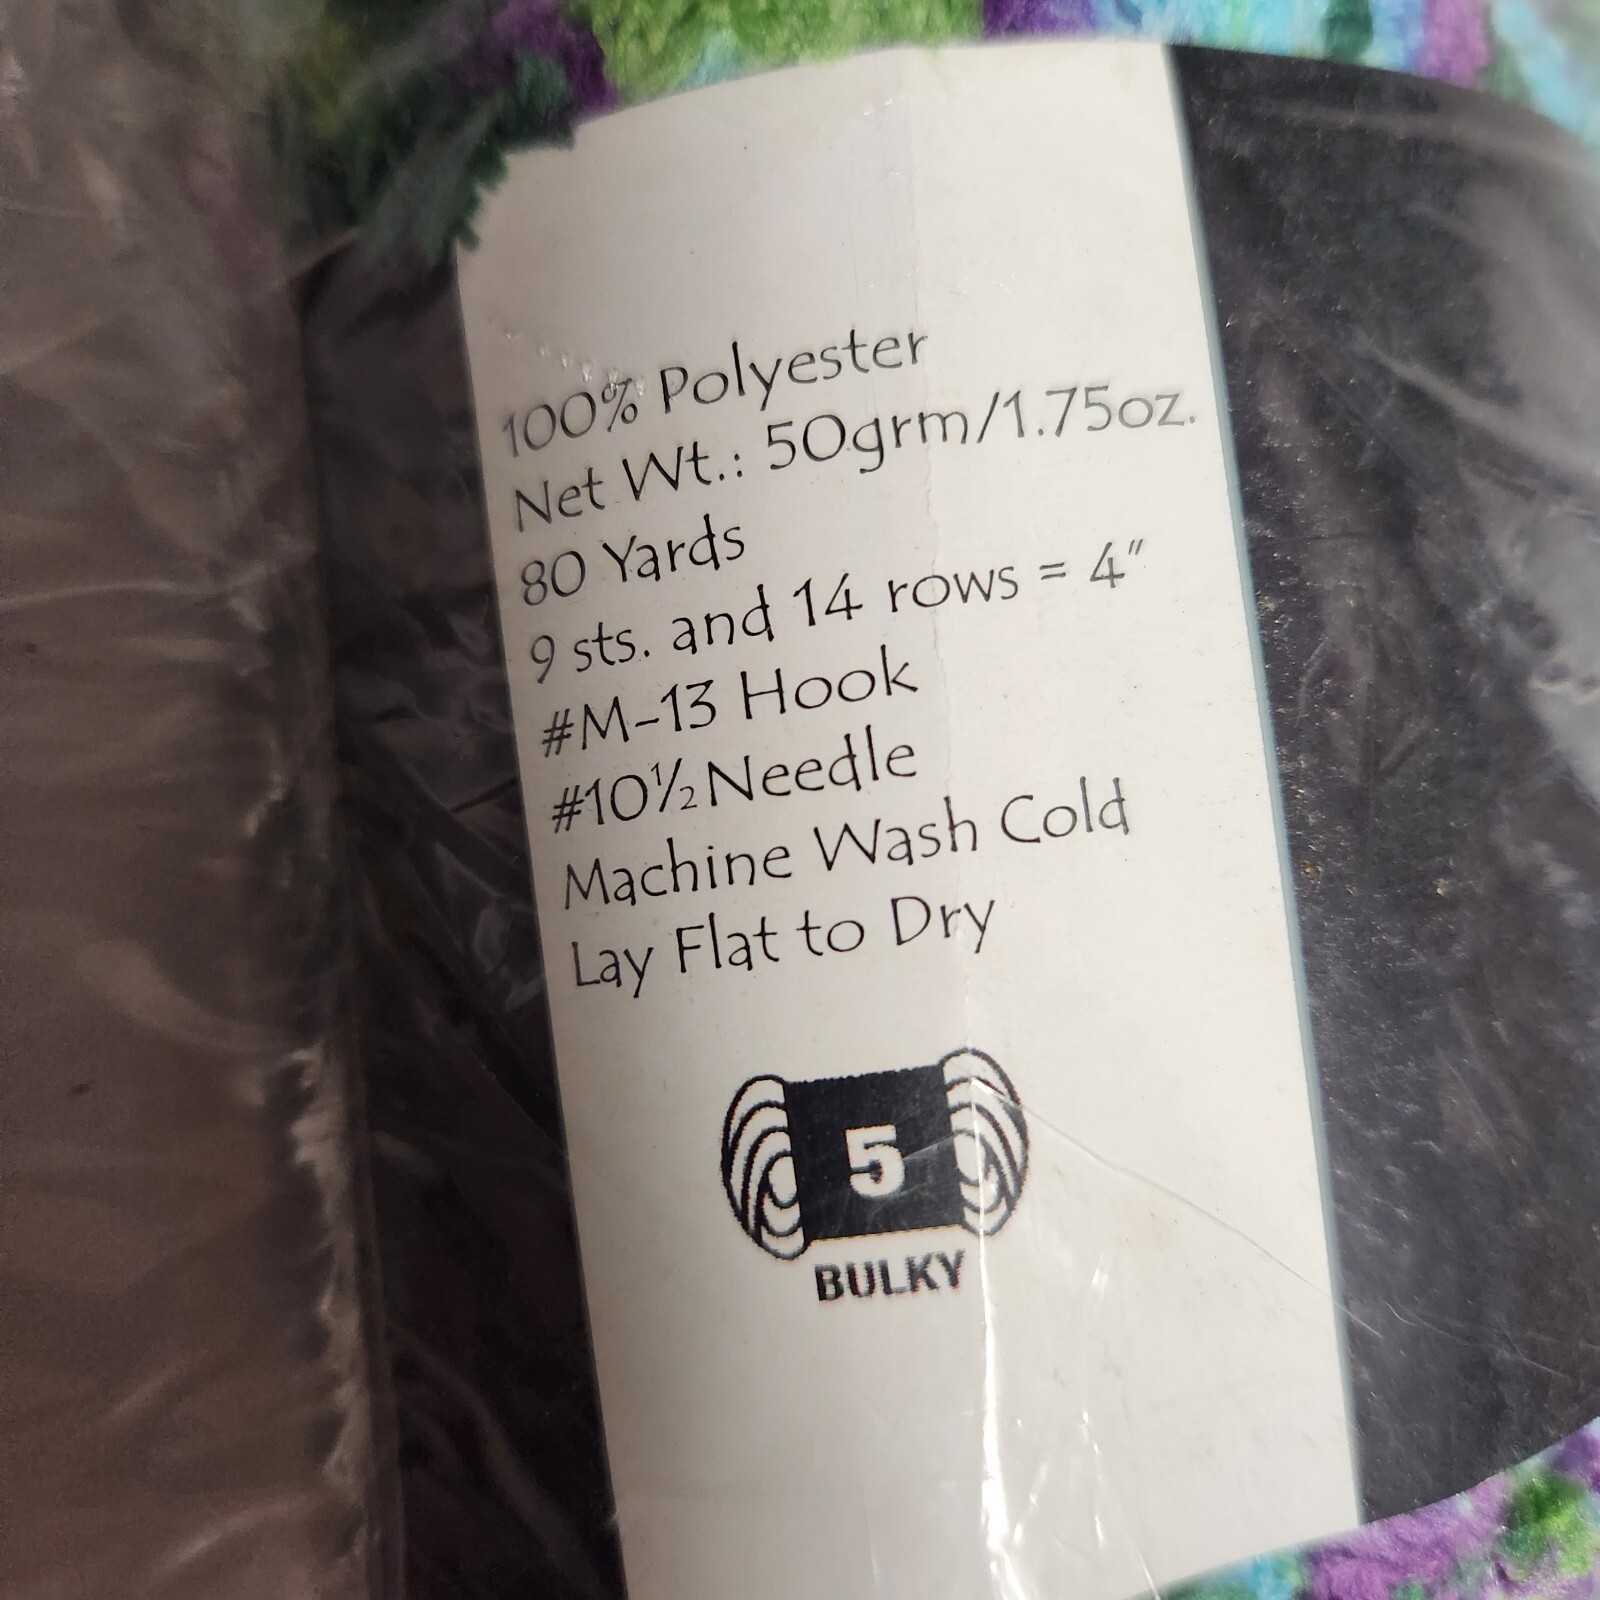 100% Polyester
Net Wt.: 50grm/1.75oz.
80 Yards
9 sts. and 14 rows = 4"
#M-13 Hook
#10½ Needle
Machine Wash Cold
Lay Flat to Dry
5
BULKY